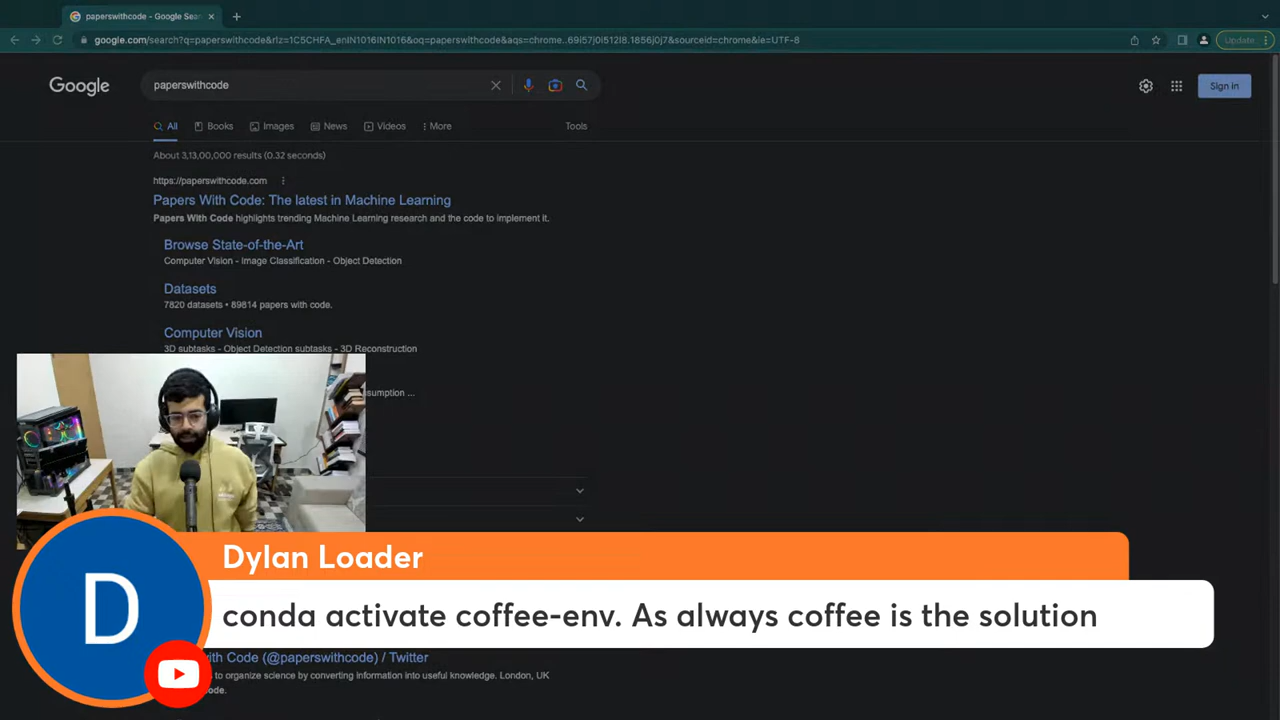 paperswithcode - Google Sear
google.com/search?q=paperswithcode&rlz=1C5CHFA_enIN1016IN1016&oq=paperswithcode&aqs=chrome..69i57j0i512l8.1856j0j7&sourceid=chrome&ie=UTF-8
Update
Google
paperswithcode
Sign in
All
Books
Images
News
Videos
More
Tools
About 3,13,00,000 results (0.32 seconds)
https://paperswithcode.com
Papers With Code: The latest in Machine Learning
Papers With Code highlights trending Machine Learning research and the code to implement it.
Browse State-of-the-Art
Computer Vision - Image Classification - Object Detection
Datasets
7820 datasets • 89814 papers with code.
Computer Vision
3D subtasks - Object Detection subtasks - 3D Reconstruction
sumption ...
D
Dylan Loader
conda activate coffee-env. As always coffee is the solution
ith Code (@paperswithcode) / Twitter
s to organize science by converting information into useful knowledge. London, UK
ode.